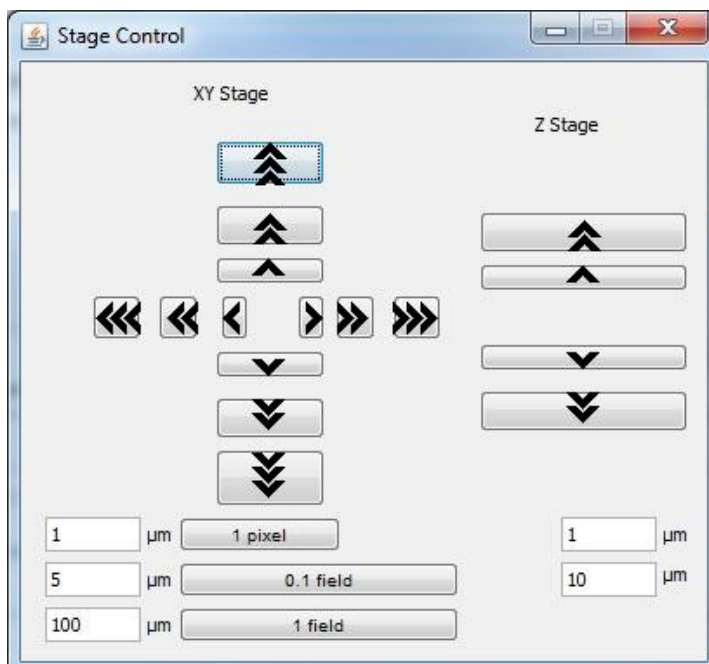 Stage Control
XY Stage
Z Stage
1 µm 1 pixel 1 µm
5 µm 0.1 field 10 µm
100 µm 1 field